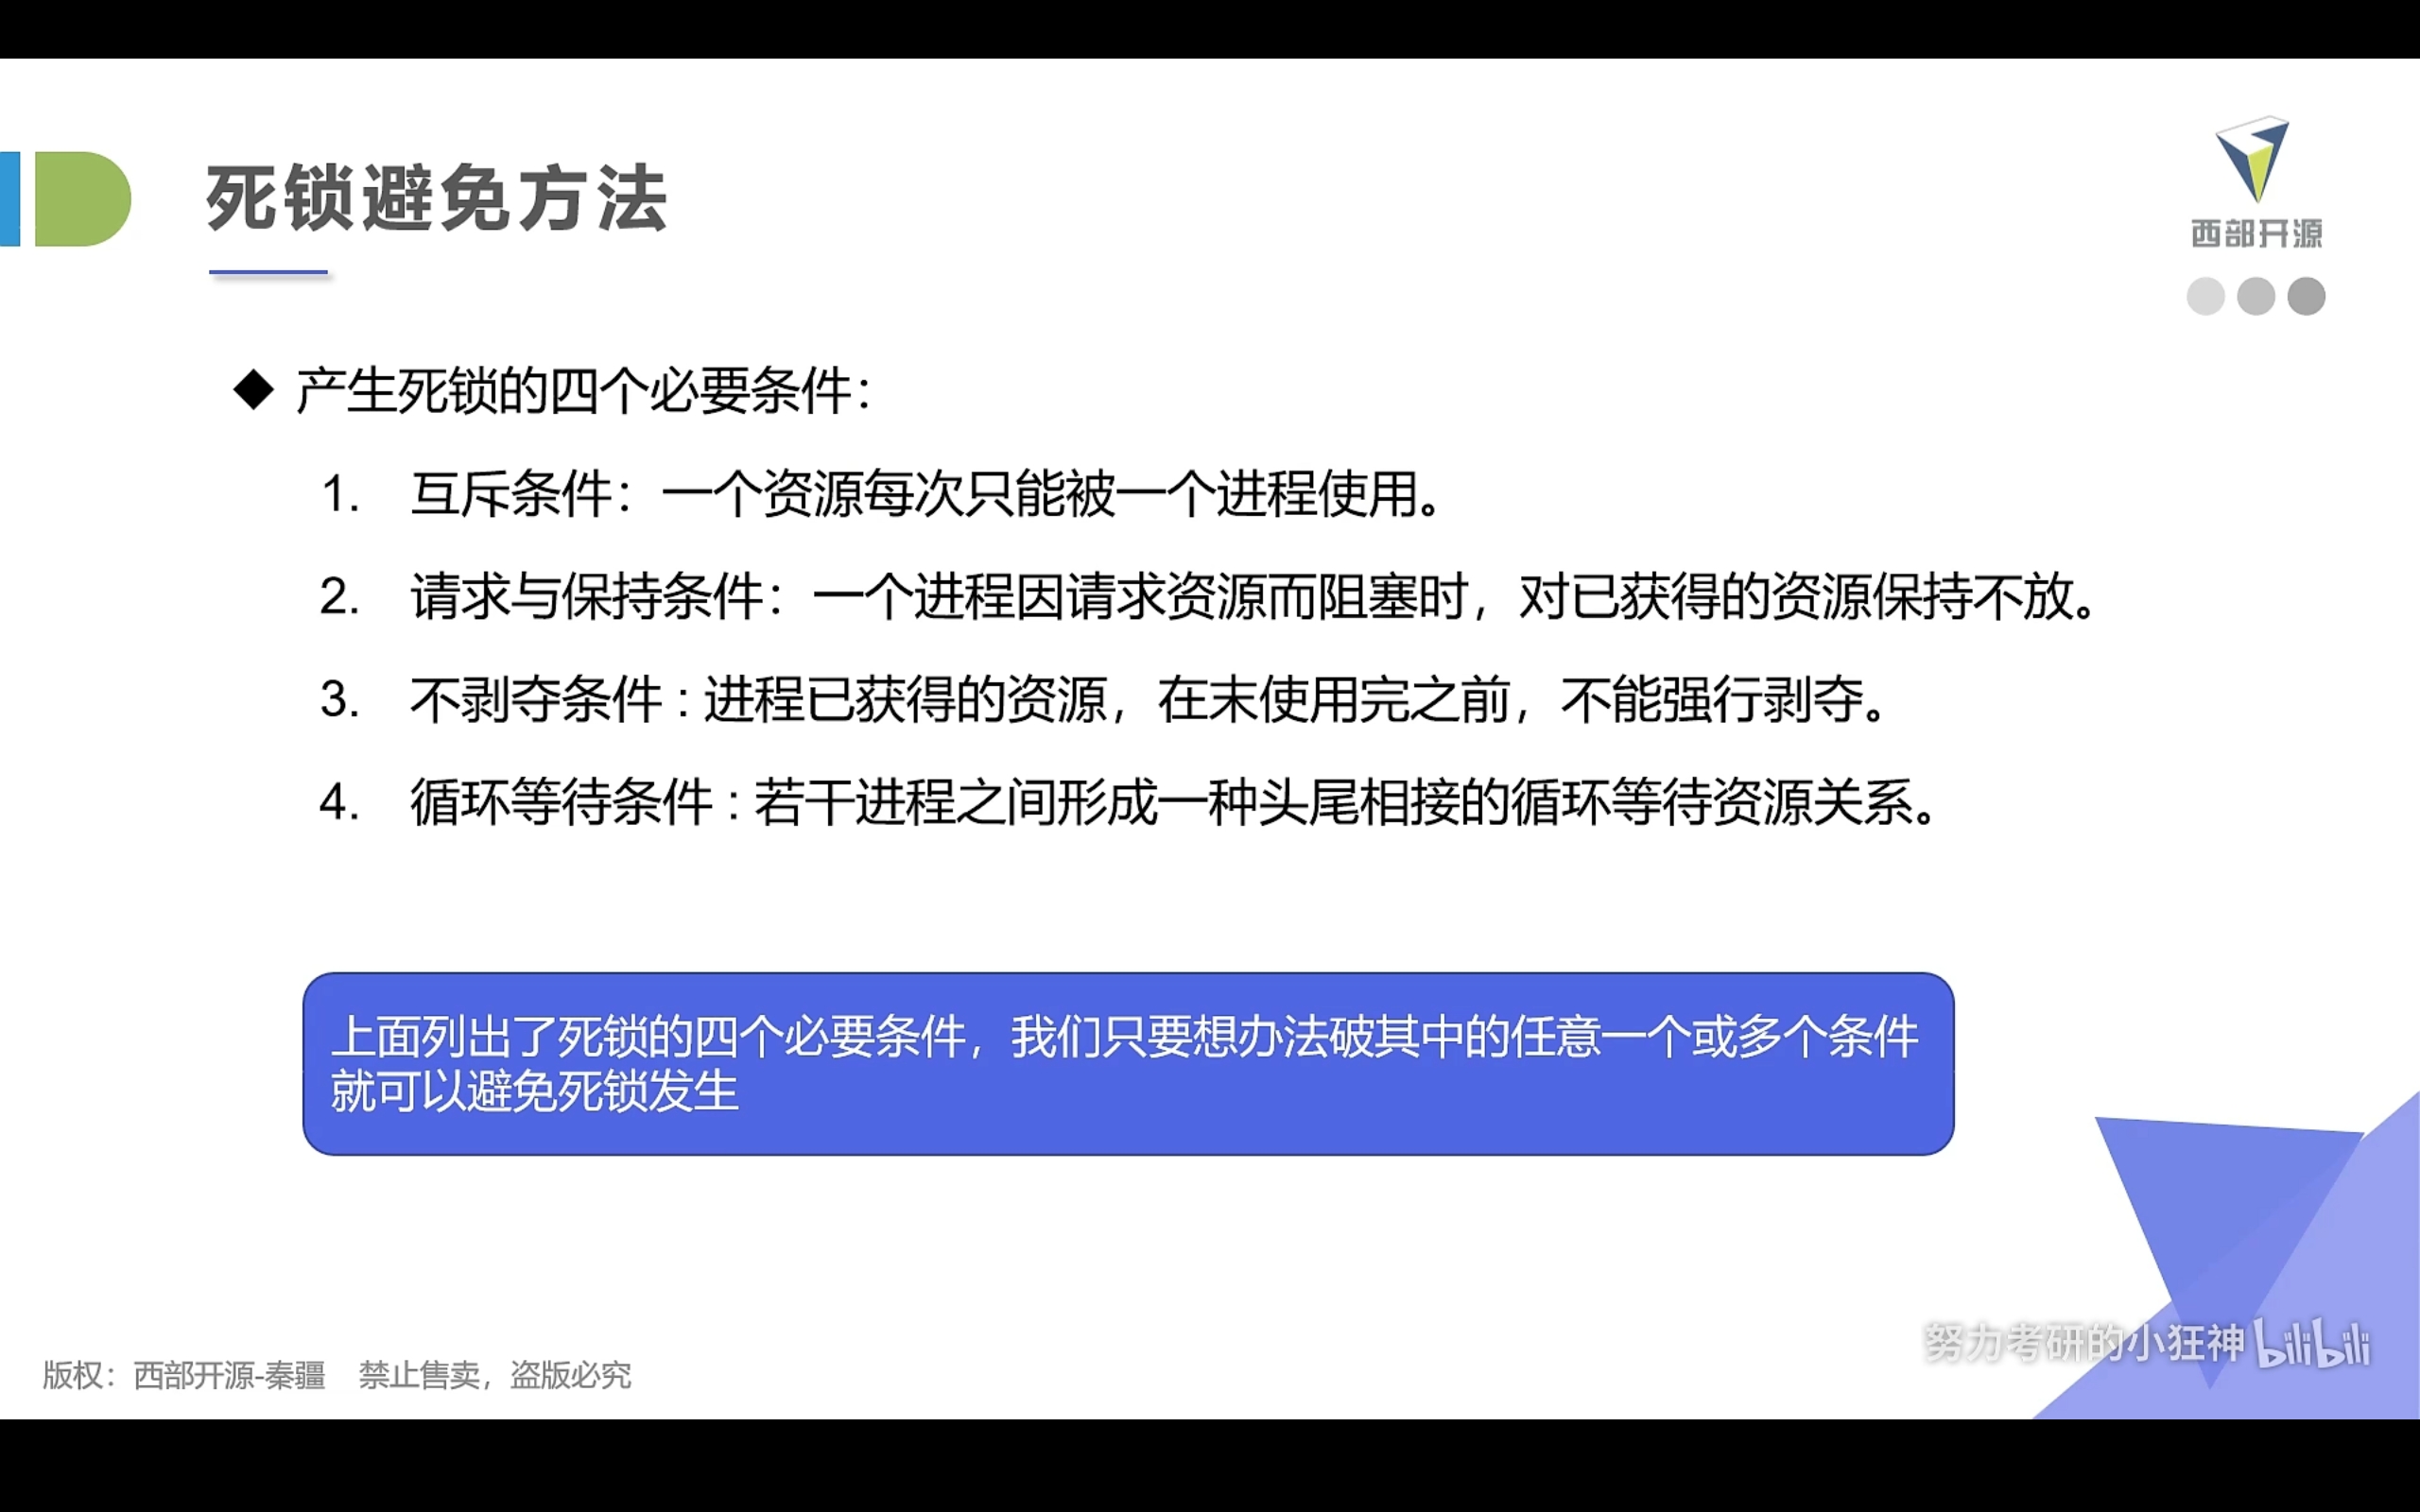 死锁避免方法
西部开源
◆ 产生死锁的四个必要条件：
1. 互斥条件：一个资源每次只能被一个进程使用。
2. 请求与保持条件：一个进程因请求资源而阻塞时，对已获得的资源保持不放。
3. 不剥夺条件 : 进程已获得的资源，在末使用完之前，不能强行剥夺。
4. 循环等待条件 : 若干进程之间形成一种头尾相接的循环等待资源关系。
上面列出了死锁的四个必要条件，我们只要想办法破其中的任意一个或多个条件
就可以避免死锁发生
努力考研的小狂神 bilibili
版权：西部开源-秦疆 禁止售卖，盗版必究